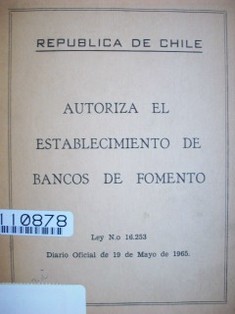 REPUBLICA DE CHILE
AUTORIZA EL
ESTABLECIMIENTO DE
BANCOS DE FOMENTO
110878
Ley N.o 16.253
Diario Oficial de 19 de Mayo de 1965.